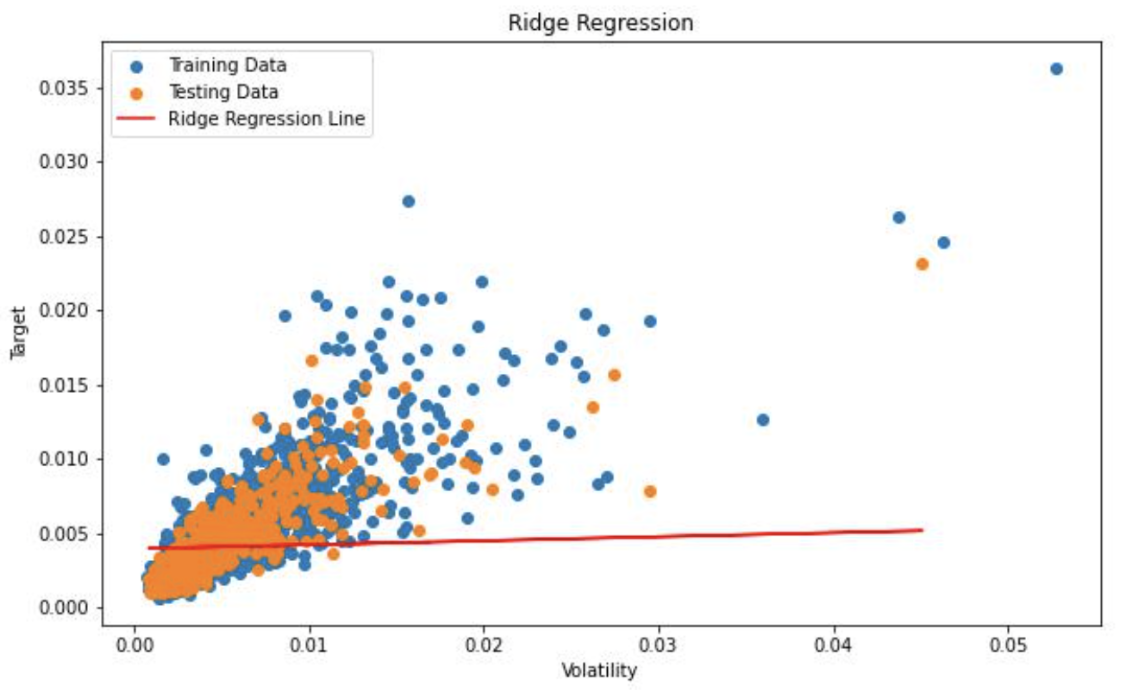 Ridge Regression
Training Data
Testing Data
Ridge Regression Line
Target
0.035
0.030
0.025
0.020
0.015
0.010
0.005
0.000
0.00 0.01 0.02 0.03 0.04 0.05
Volatility